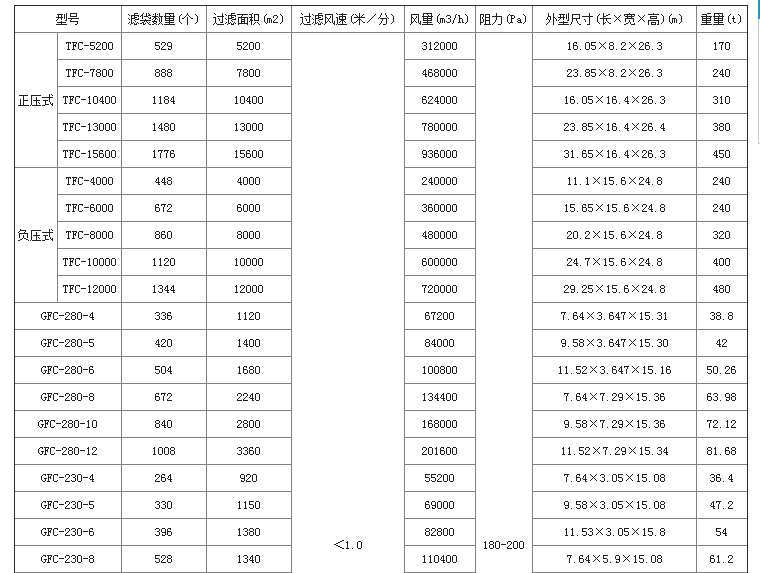 型号 滤袋数量(个) 过滤面积(m2) 过滤风速(米／分) 风量(m3/h) 阻力(Pa) 外型尺寸(长×宽×高)(m) 重量(t)
TFC-5200 529 5200 312000 16.05×8.2×26.3 170
TFC-7800 888 7800 468000 23.85×8.2×26.3 240
正压式 TFC-10400 1184 10400 624000 16.05×16.4×26.3 310
TFC-13000 1480 13000 780000 23.85×16.4×26.4 380
TFC-15600 1776 15600 936000 31.65×16.4×26.3 450
TFC-4000 448 4000 240000 11.1×15.6×24.8 240
TFC-6000 672 6000 360000 15.65×15.6×24.8 240
负压式 TFC-8000 860 8000 480000 20.2×15.6×24.8 320
TFC-10000 1120 10000 600000 24.7×15.6×24.8 400
TFC-12000 1344 12000 720000 29.25×15.6×24.8 480
GFC-280-4 336 1120 67200 7.64×3.647×15.31 38.8
GFC-280-5 420 1400 84000 9.58×3.647×15.30 42
GFC-280-6 504 1680 100800 11.52×3.647×15.16 50.26
GFC-280-8 672 2240 134400 7.64×7.29×15.36 63.98
GFC-280-10 840 2800 168000 9.58×7.29×15.36 72.12
GFC-280-12 1008 3360 201600 11.52×7.29×15.34 81.68
GFC-230-4 264 920 55200 7.64×3.05×15.08 36.4
GFC-230-5 330 1150 69000 9.58×3.05×15.08 47.2
GFC-230-6 396 1380 82800 11.53×3.05×15.8 54
＜1.0 180-200
GFC-230-8 528 1340 110400 7.64×5.9×15.08 61.2